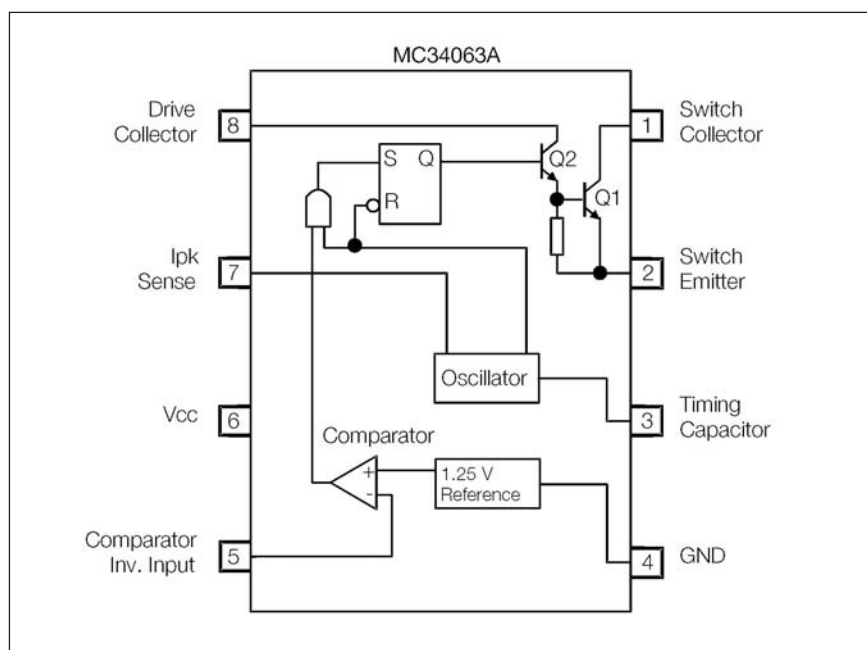 MC34063A
Drive
Collector
8
1
Switch
Collector
S Q
R
Q2
Q1
Ipk
Sense
7
2
Switch
Emitter
Oscillator
Vcc
6
3
Timing
Capacitor
Comparator
+
-
1.25 V
Reference
Comparator
Inv. Input
5
4
GND